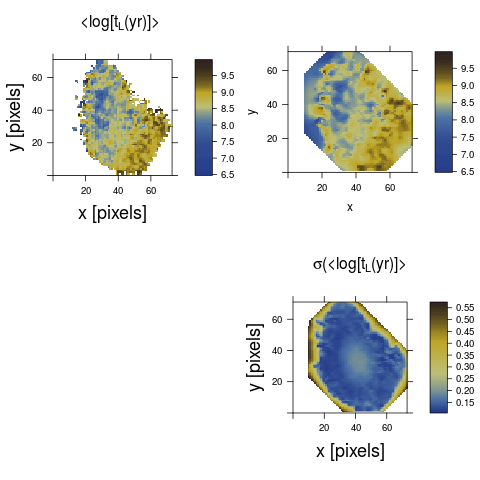 <log[t_L(yr)]>
60
40
20
20 40 60
y [pixels]
x [pixels]
9.5
9.0
8.5
8.0
7.5
7.0
6.5
60
40
20
20 40 60
y
x
9.5
9.0
8.5
8.0
7.5
7.0
6.5
σ(<log[t_L(yr)]>
60
40
20
20 40 60
y [pixels]
x [pixels]
0.55
0.50
0.45
0.40
0.35
0.30
0.25
0.20
0.15